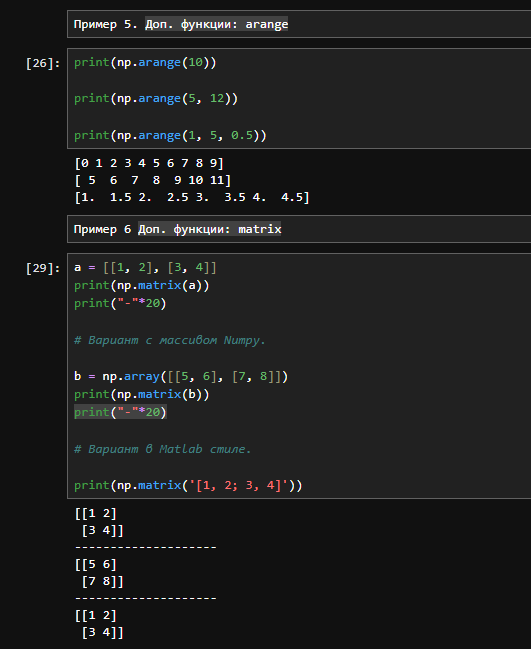 Пример 5. Доп. функции: arange
[26]:
print(np.arange(10))
print(np.arange(5, 12))
print(np.arange(1, 5, 0.5))
[0 1 2 3 4 5 6 7 8 9]
[ 5  6  7  8  9 10 11]
[1.  1.5 2.  2.5 3.  3.5 4.  4.5]
Пример 6 Доп. функции: matrix
[29]:
a = [[1, 2], [3, 4]]
print(np.matrix(a))
print("-"*20)
# Вариант с массивом Numpy.
b = np.array([[5, 6], [7, 8]])
print(np.matrix(b))
print("-"*20)
# Вариант в Matlab стиле.
print(np.matrix('[1, 2; 3, 4]'))
[[1 2]
 [3 4]]
--------------------
[[5 6]
 [7 8]]
--------------------
[[1 2]
 [3 4]]